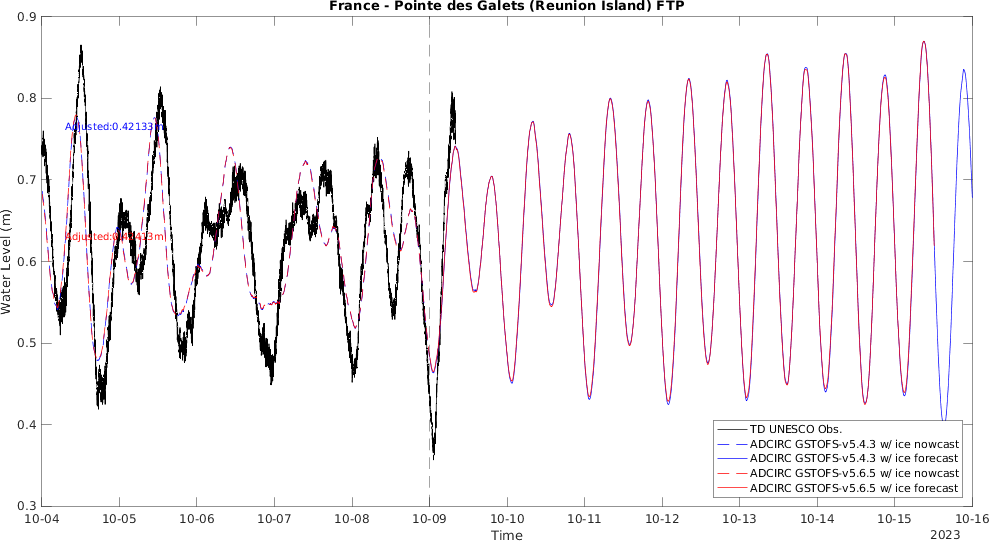 France - Pointe des Galets (Reunion Island) FTP
0.9
0.8
0.7
0.6
0.5
0.4
0.3
Water Level (m)
Adjusted:0.42133m
10-04
10-05
10-06
10-07
10-08
10-09
10-10
10-11
10-12
10-13
10-14
10-15
10-16
Time
2023
TD UNESCO Obs.
ADCIRC GSTOFS-v5.4.3 w/ ice nowcast
ADCIRC GSTOFS-v5.4.3 w/ ice forecast
ADCIRC GSTOFS-v5.6.5 w/ ice nowcast
ADCIRC GSTOFS-v5.6.5 w/ ice forecast